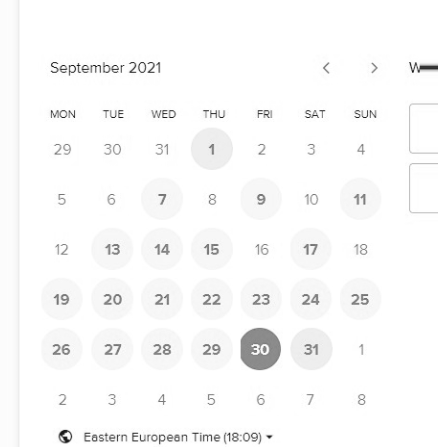 September 2021
W
MON TUE WED THU FRI SAT SUN
29 30 31 1 2 3 4
5 6 7 8 9 10 11
12 13 14 15 16 17 18
19 20 21 22 23 24 25
26 27 28 29 30 31 1
2 3 4 5 6 7 8
Eastern European Time (18:09)